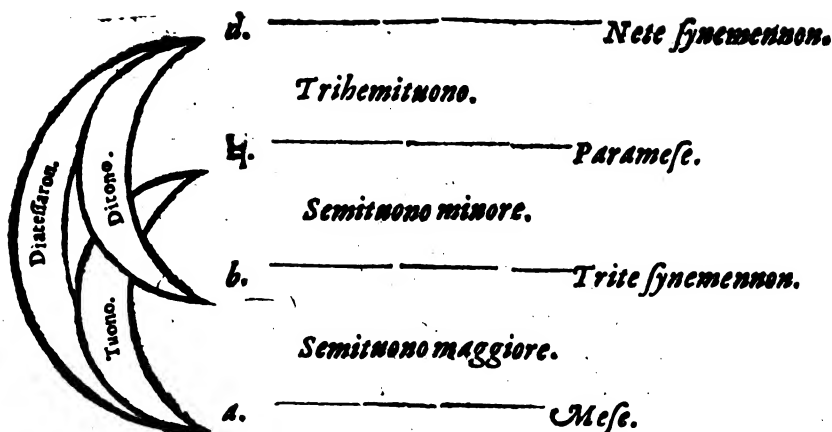 d. Nete ſynemennon.
Trihemituono.
♮. Parameſe.
Semituono minore.
b. Trite ſynemennon.
Semituono maggiore.
a. Meſe.
Diateſſaron.
Ditono.
Tuono.